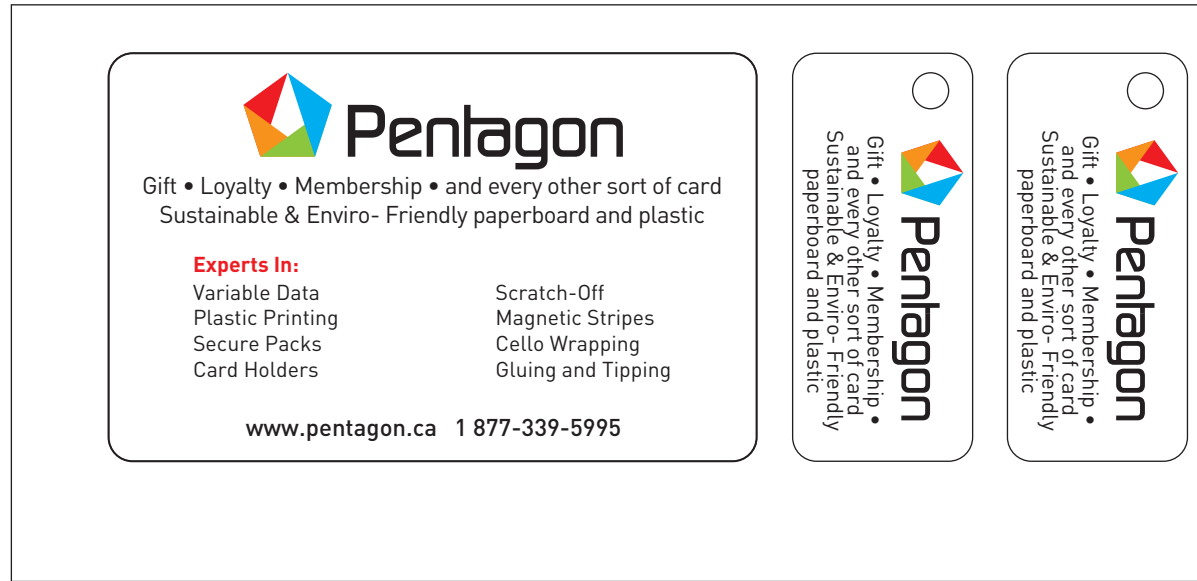 Pentagon
Gift • Loyalty • Membership • and every other sort of card
Sustainable & Enviro- Friendly paperboard and plastic
Experts In:
Variable Data
Plastic Printing
Secure Packs
Card Holders
Scratch-Off
Magnetic Stripes
Cello Wrapping
Gluing and Tipping
www.pentagon.ca 1 877-339-5995
Pentagon
Gift • Loyalty • Membership •
and every other sort of card
Sustainable & Enviro- Friendly
paperboard and plastic
Pentagon
Gift • Loyalty • Membership •
and every other sort of card
Sustainable & Enviro- Friendly
paperboard and plastic